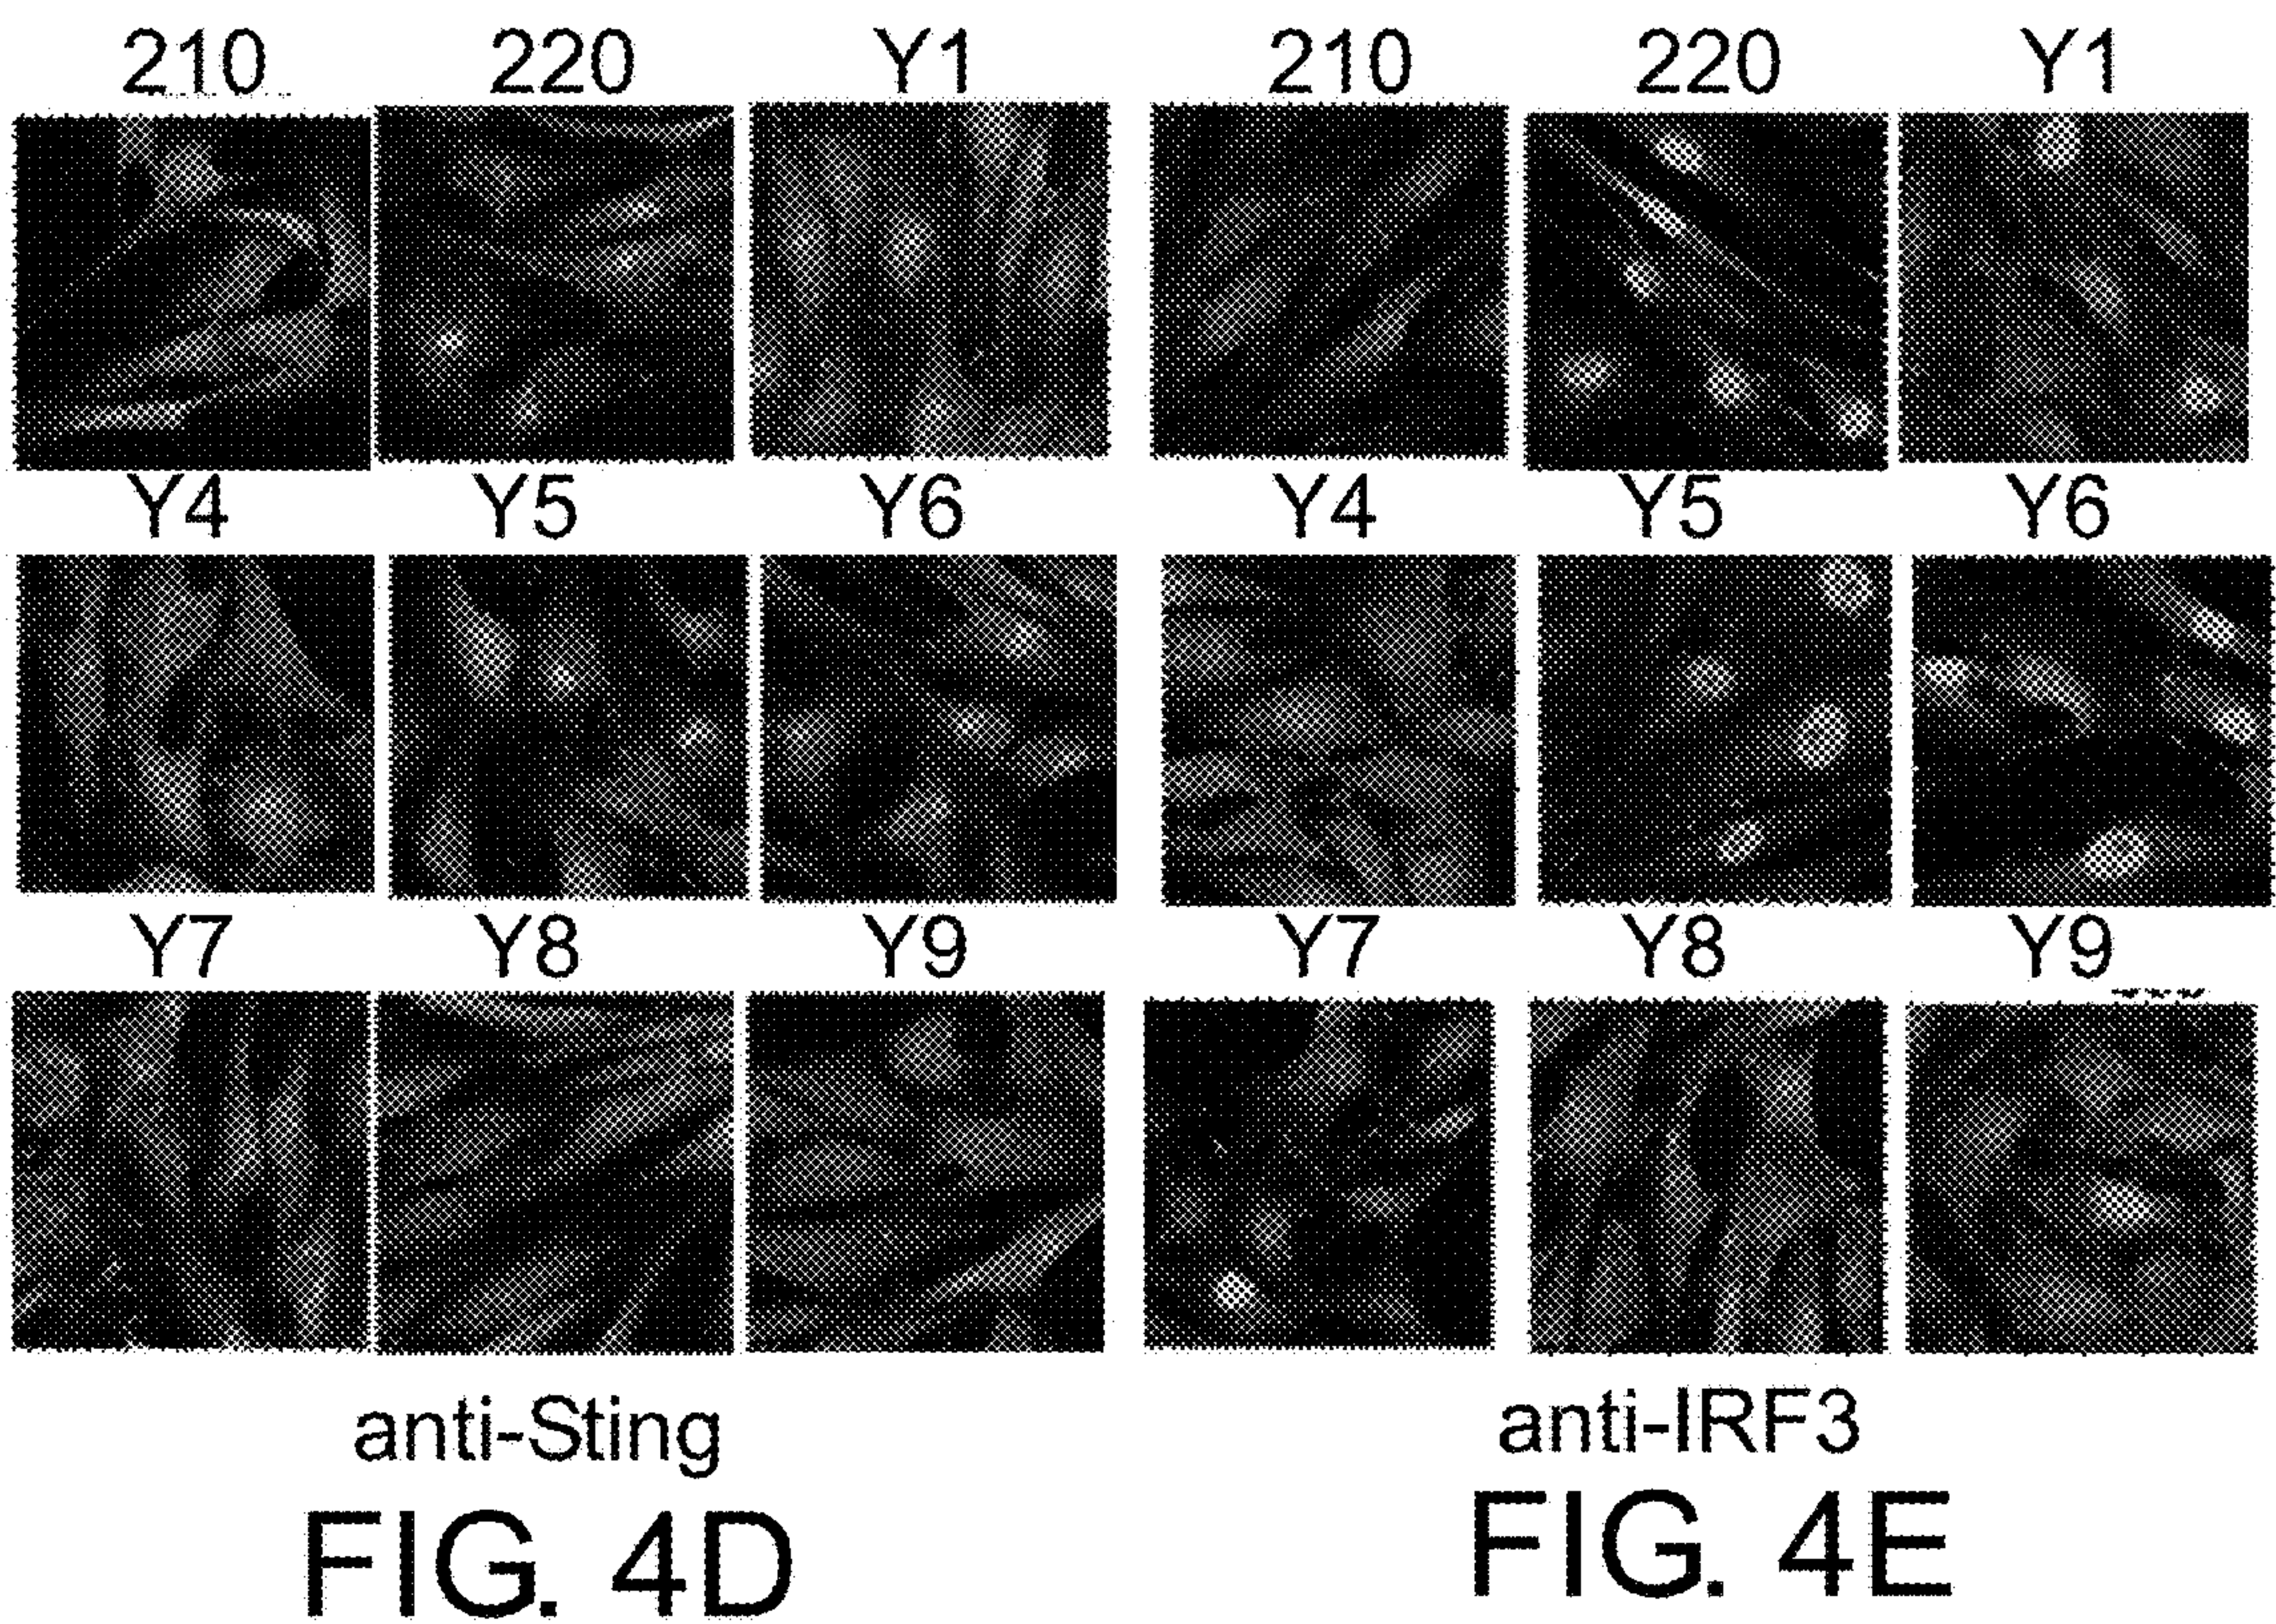 210 220 Y1 210 220 Y1
Y4 Y5 Y6 Y4 Y5 Y6
Y7 Y8 Y9 Y7 Y8 Y9
anti-Sting anti-IRF3
FIG. 4D FIG. 4E